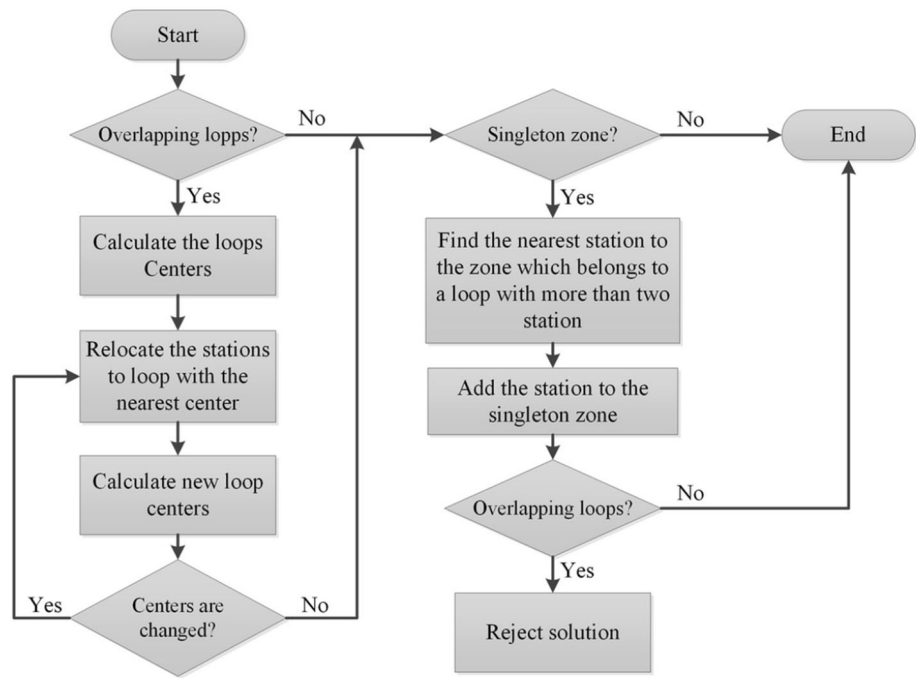 Start
Overlapping lopps?
No
Yes
Calculate the loops
Centers
Relocate the stations
to loop with the
nearest center
Calculate new loop
centers
Centers are
changed?
Yes
No
Singleton zone?
No
Yes
Find the nearest station to
the zone which belongs to
a loop with more than two
station
Add the station to the
singleton zone
Overlapping loops?
No
Yes
Reject solution
End